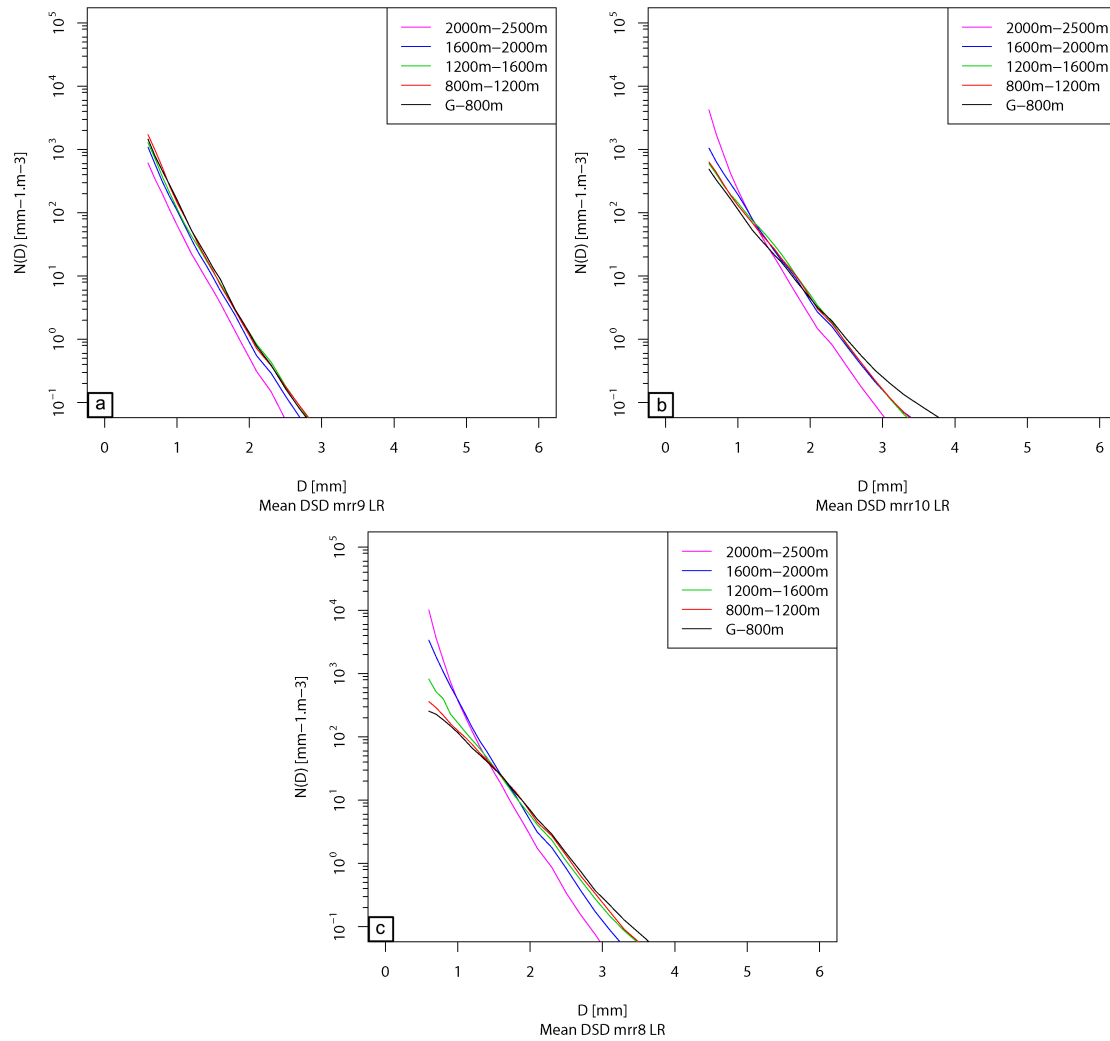 10^5
10^4
10^3
10^2
10^1
10^0
10^−1
N(D) [mm−1.m−3]
2000m−2500m
1600m−2000m
1200m−1600m
800m−1200m
G−800m
a
0 1 2 3 4 5 6
D [mm]
Mean DSD mrr9 LR
10^5
10^4
10^3
10^2
10^1
10^0
10^−1
N(D) [mm−1.m−3]
2000m−2500m
1600m−2000m
1200m−1600m
800m−1200m
G−800m
b
0 1 2 3 4 5 6
D [mm]
Mean DSD mrr10 LR
10^5
10^4
10^3
10^2
10^1
10^0
10^−1
N(D) [mm−1.m−3]
2000m−2500m
1600m−2000m
1200m−1600m
800m−1200m
G−800m
c
0 1 2 3 4 5 6
D [mm]
Mean DSD mrr8 LR